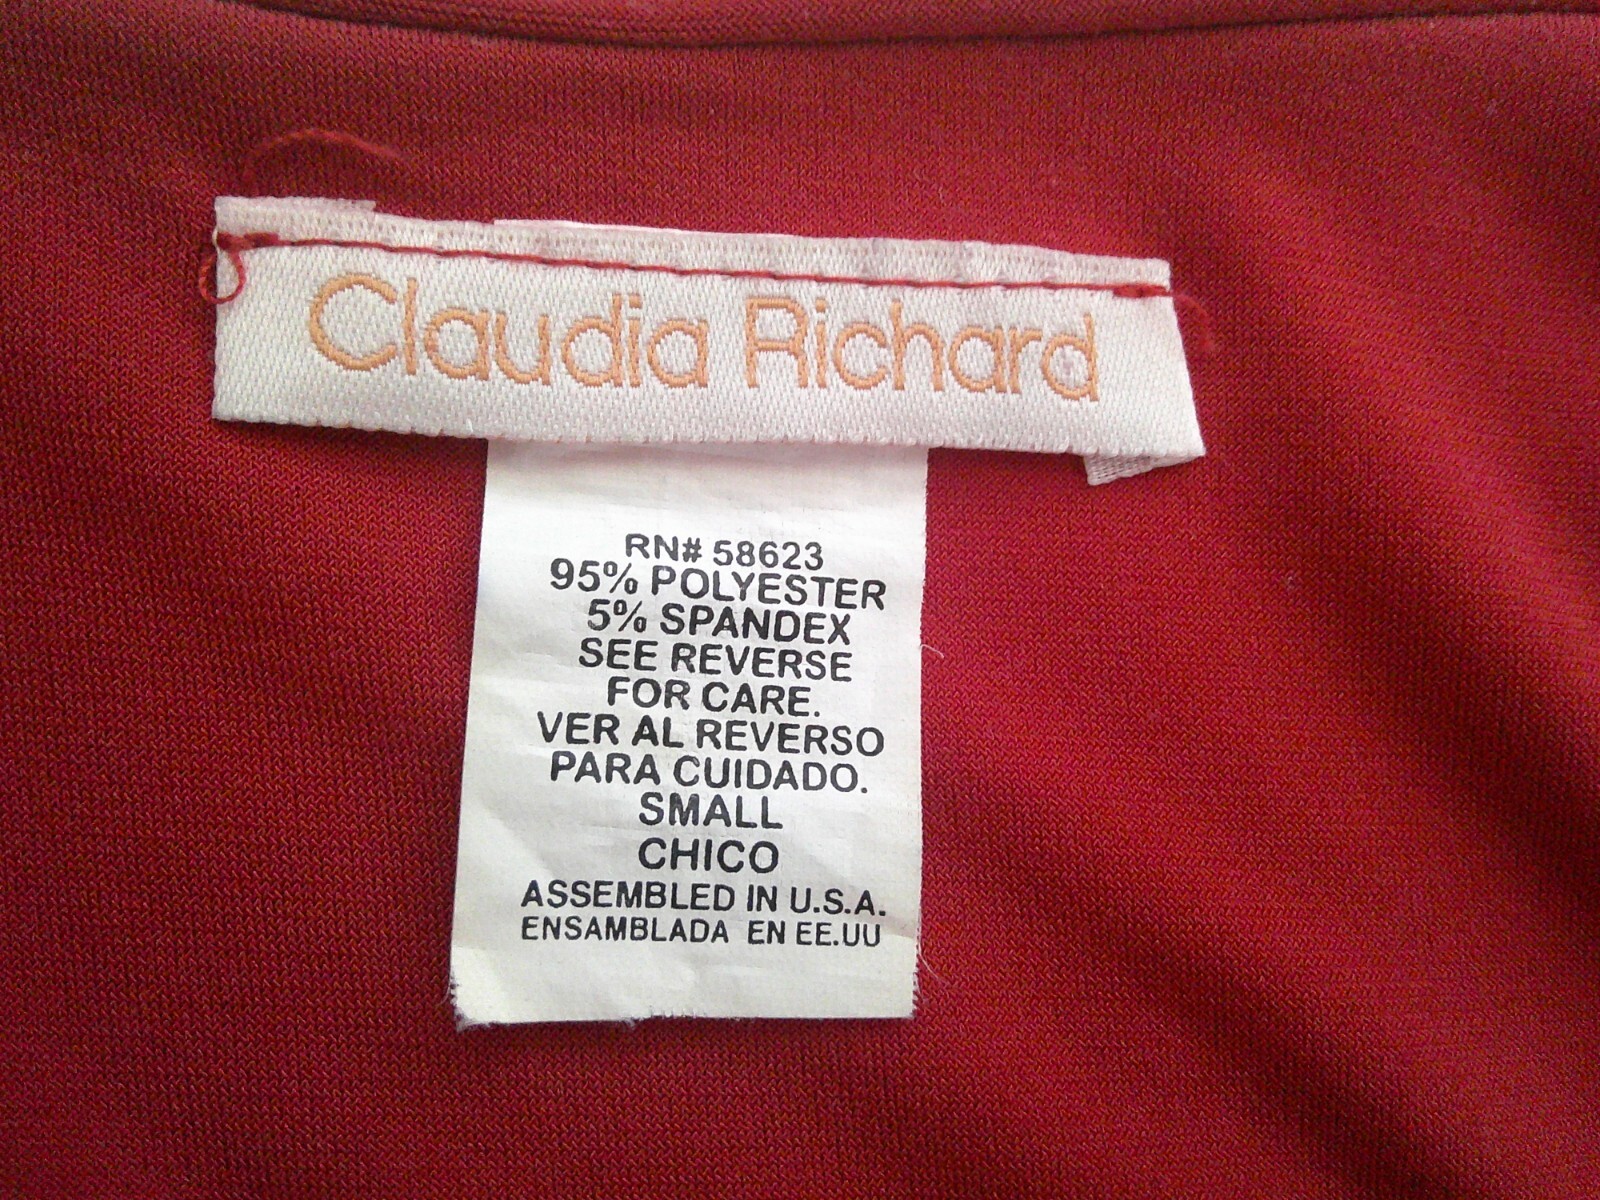 Claudia Richard
RN# 58623
95% POLYESTER
5% SPANDEX
SEE REVERSE
FOR CARE.
VER AL REVERSO
PARA CUIDADO.
SMALL
CHICO
ASSEMBLED IN U.S.A.
ENSAMBLADA EN EE.UU